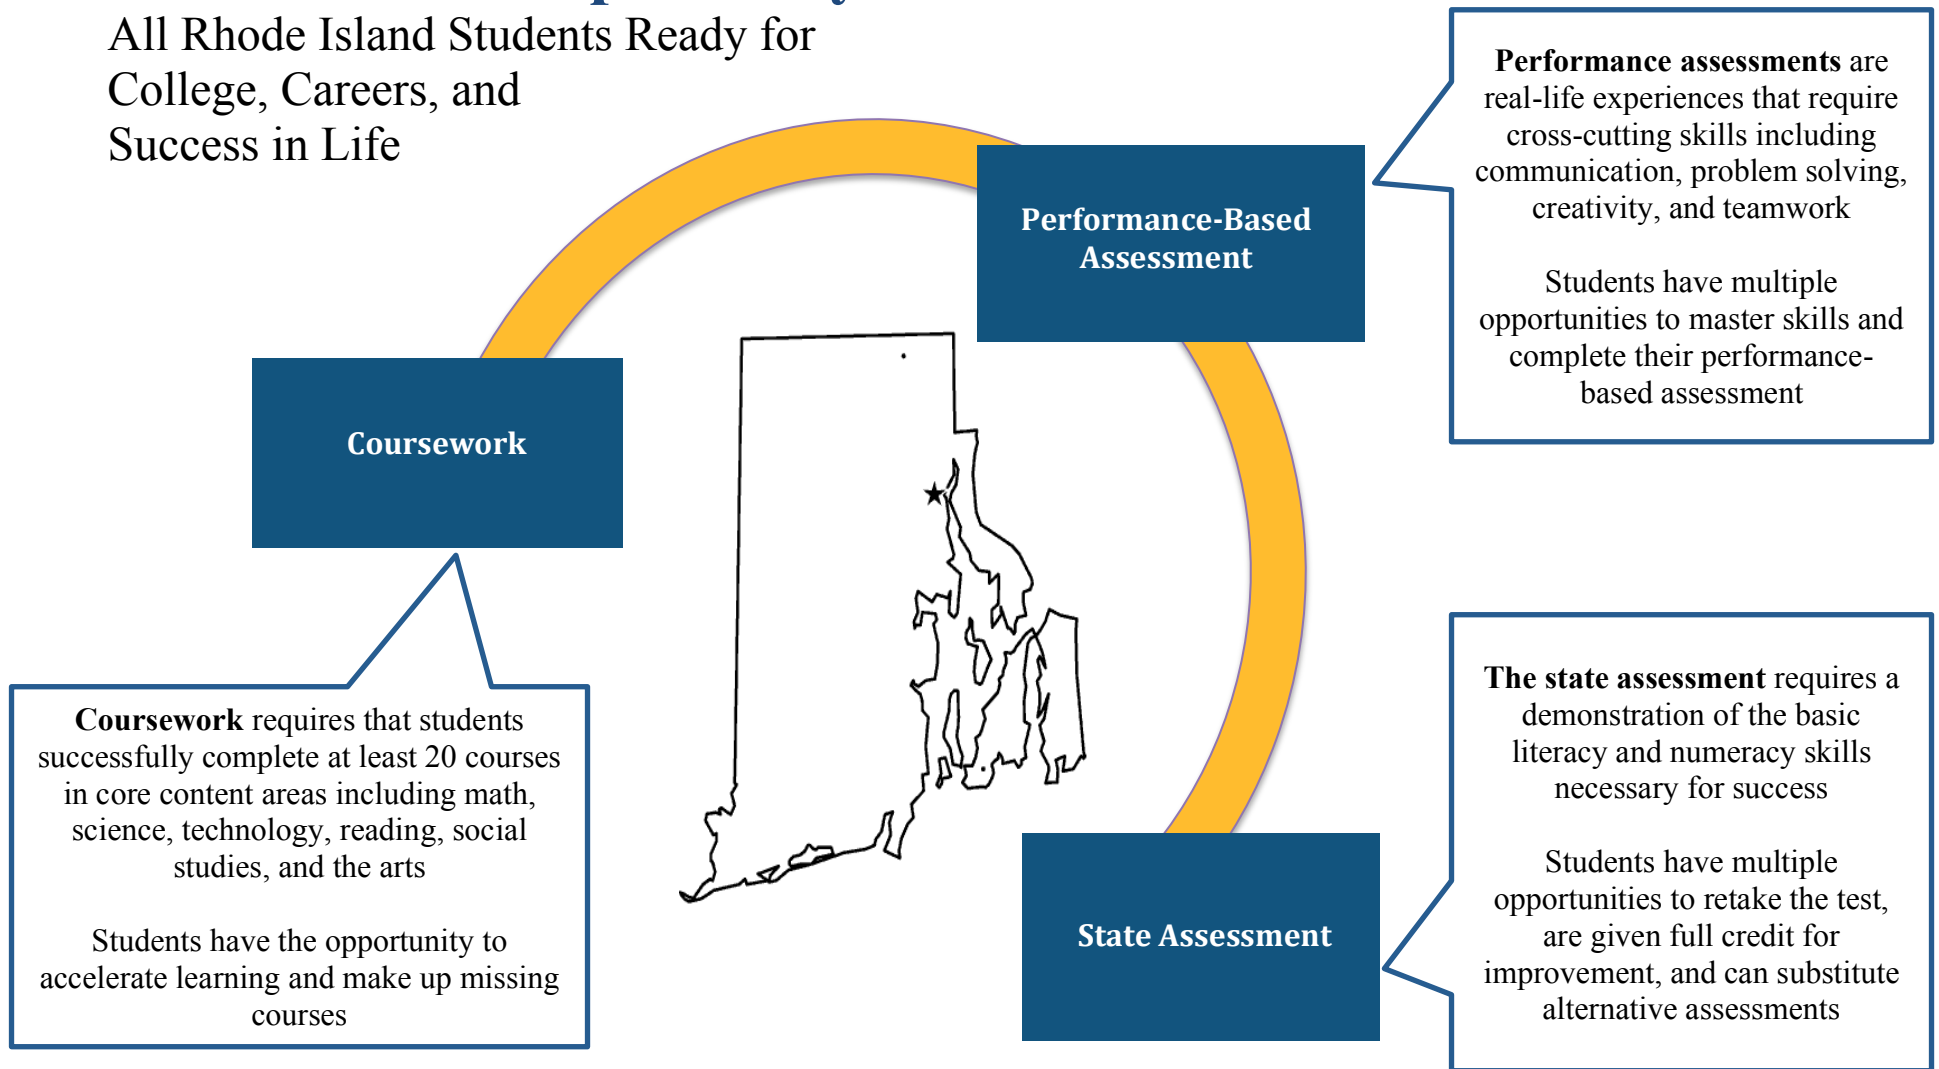 All Rhode Island Students Ready for
College, Careers, and
Success in Life
Performance-Based
Assessment
Performance assessments are
real-life experiences that require
cross-cutting skills including
communication, problem solving,
creativity, and teamwork
Students have multiple
opportunities to master skills and
complete their performance-
based assessment
Coursework
Coursework requires that students
successfully complete at least 20 courses
in core content areas including math,
science, technology, reading, social
studies, and the arts
Students have the opportunity to
accelerate learning and make up missing
courses
State Assessment
The state assessment requires a
demonstration of the basic
literacy and numeracy skills
necessary for success
Students have multiple
opportunities to retake the test,
are given full credit for
improvement, and can substitute
alternative assessments